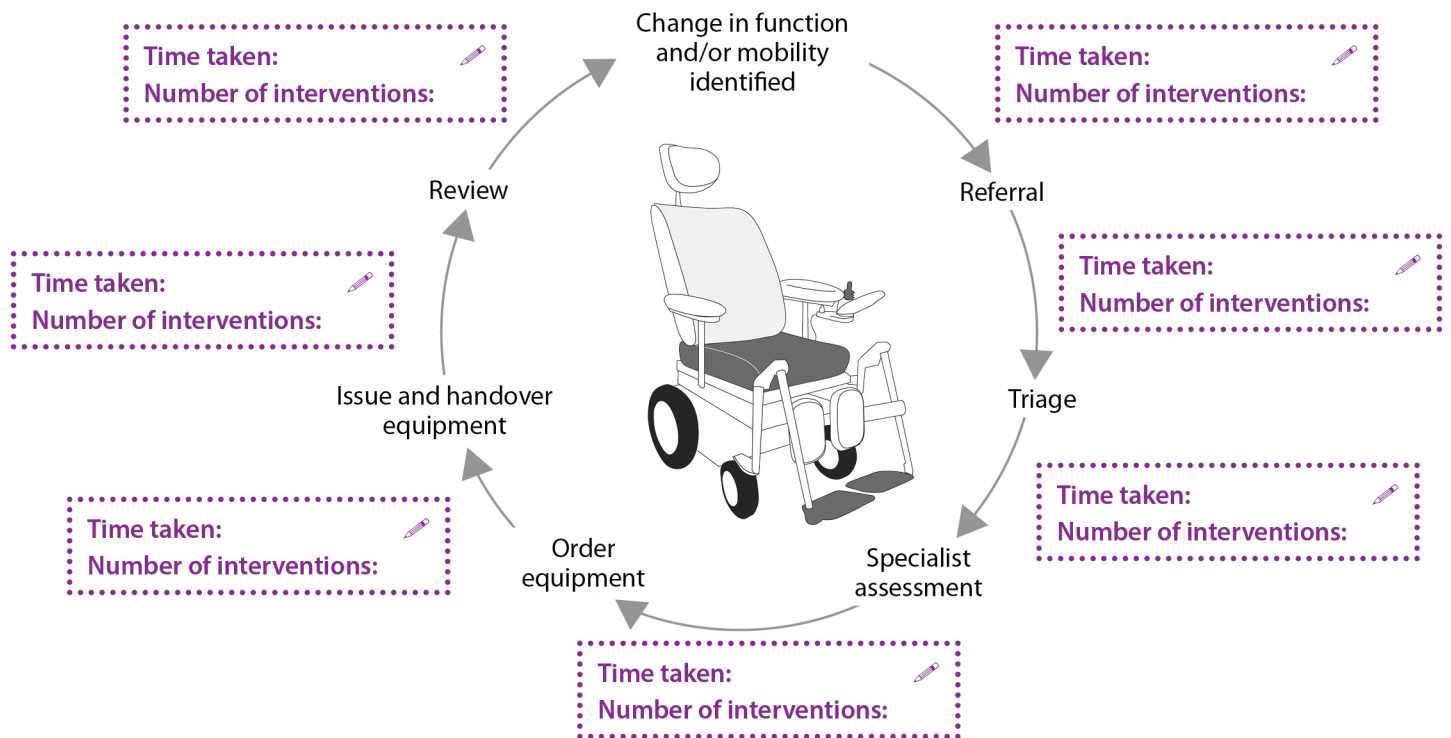 Change in function
and/or mobility
identified
Time taken:
Number of interventions:
Referral
Time taken:
Number of interventions:
Triage
Time taken:
Number of interventions:
Specialist
assessment
Time taken:
Number of interventions:
Order
equipment
Time taken:
Number of interventions:
Issue and handover
equipment
Time taken:
Number of interventions:
Review
Time taken:
Number of interventions: